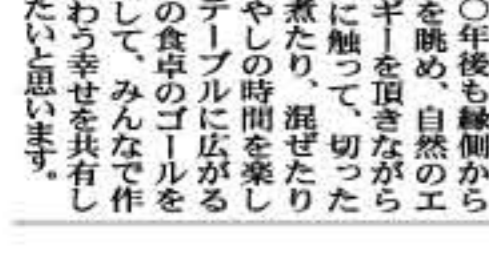 〇年後も縁側から
を眺め、自然のエ
ギーを頂きながら
に触って、切った
煮たり、混ぜたり
やしの時間を楽し
テーブルに広がる
の食卓のゴールを
して、みんなで作
わう幸せを共有し
たいと思います。